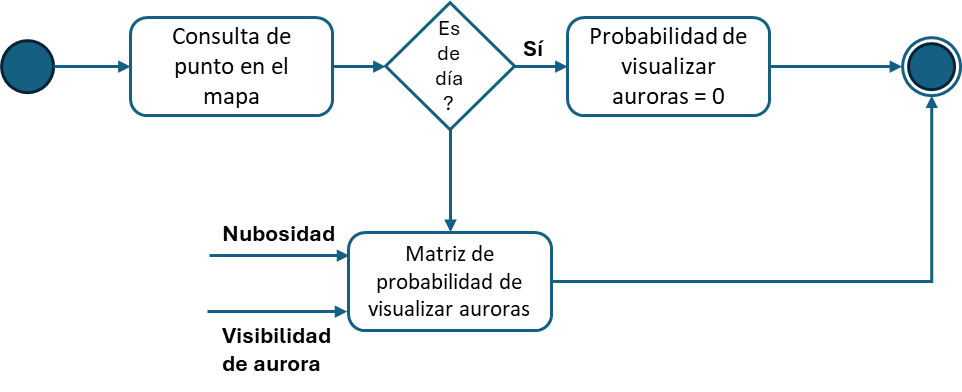 Consulta de
punto en el
mapa
Es
de
día
?
Sí
Probabilidad de
visualizar
auroras = 0
Nubosidad
Matriz de
probabilidad de
visualizar auroras
Visibilidad
de aurora